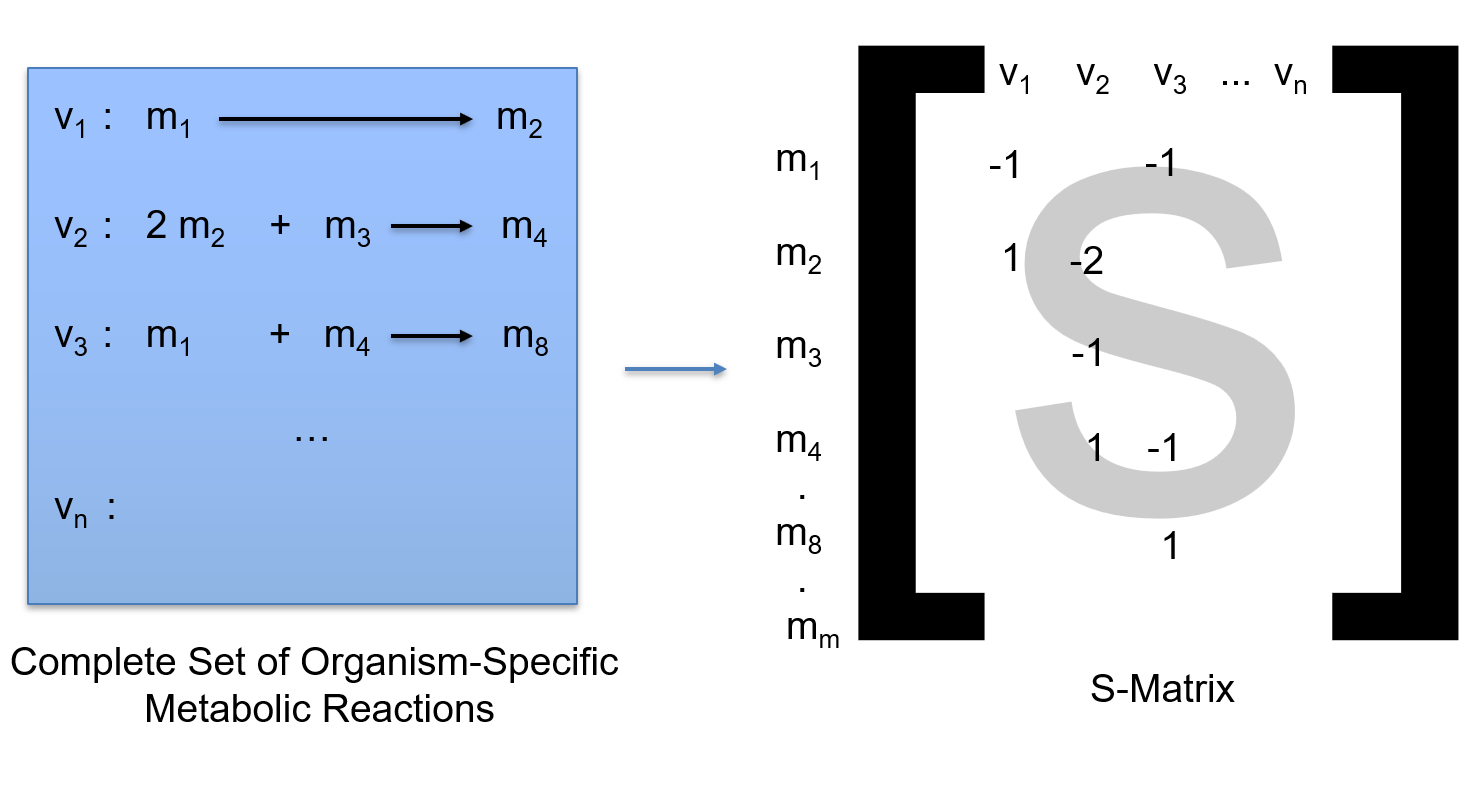 v₁ : m₁ ⟶ m₂
v₂ : 2 m₂ + m₃ ⟶ m₄
v₃ : m₁ + m₄ ⟶ m₈
...
vₙ :
Complete Set of Organism-Specific
Metabolic Reactions
v₁ v₂ v₃ ... vₙ
m₁ -1 -1
m₂ 1 -2
m₃ -1
m₄ 1 -1
.
m₈ 1
.
mₘ
S
S-Matrix